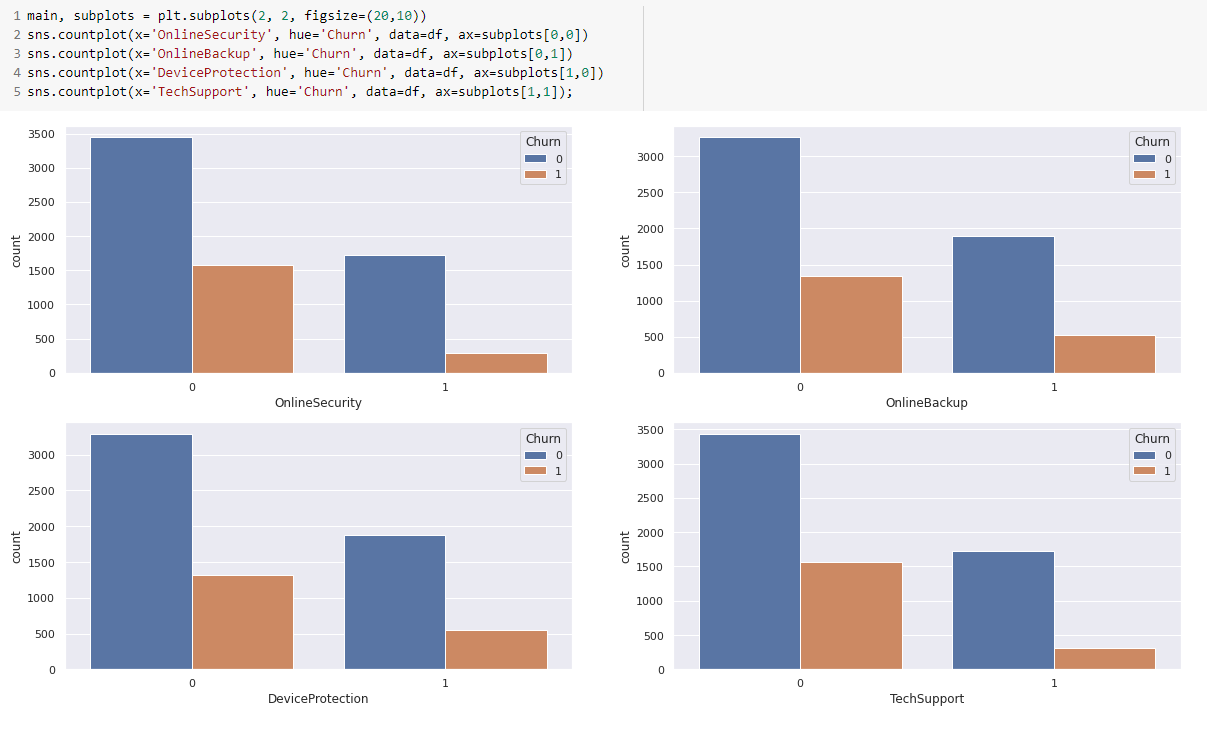 1 main, subplots = plt.subplots(2, 2, figsize=(20,10))
2 sns.countplot(x='OnlineSecurity', hue='Churn', data=df, ax=subplots[0,0])
3 sns.countplot(x='OnlineBackup', hue='Churn', data=df, ax=subplots[0,1])
4 sns.countplot(x='DeviceProtection', hue='Churn', data=df, ax=subplots[1,0])
5 sns.countplot(x='TechSupport', hue='Churn', data=df, ax=subplots[1,1]);
Churn
0
1
3500
3000
2500
2000
1500
1000
500
0
count
0 1
OnlineSecurity
Churn
0
1
3000
2500
2000
1500
1000
500
0
count
0 1
OnlineBackup
Churn
0
1
3000
2500
2000
1500
1000
500
0
count
0 1
DeviceProtection
Churn
0
1
3500
3000
2500
2000
1500
1000
500
0
count
0 1
TechSupport